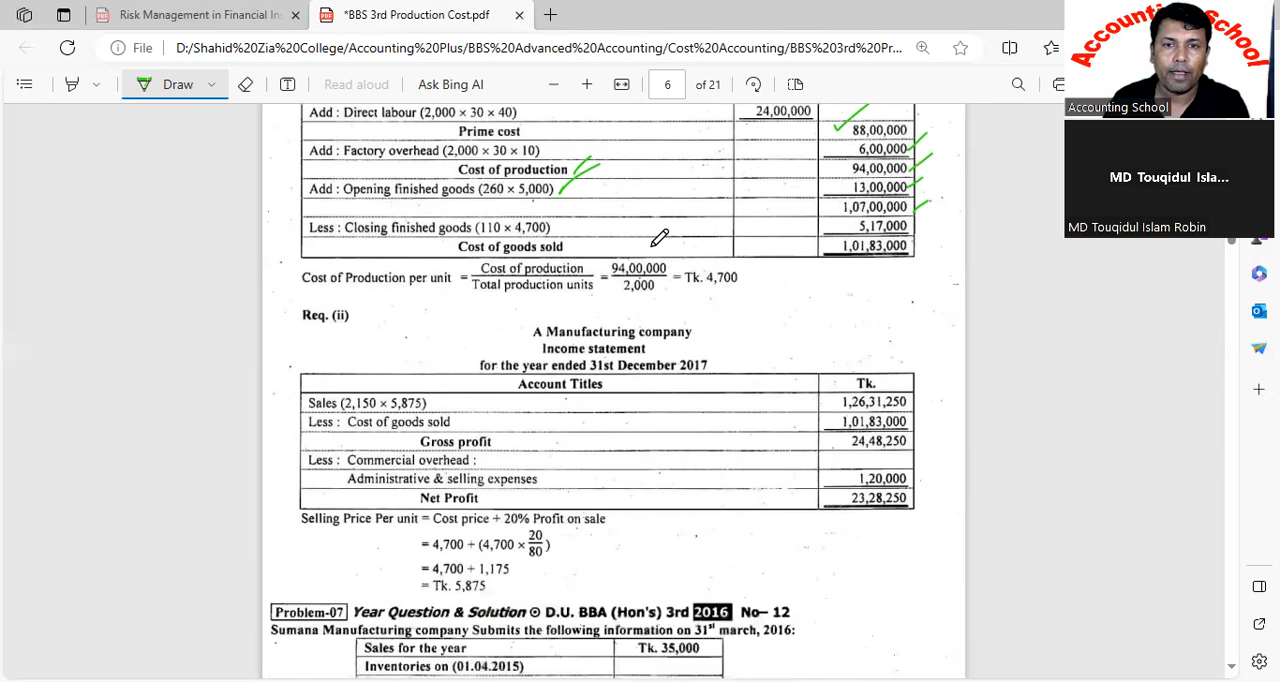 Risk Management in Financial In
*BBS 3rd Production Cost.pdf
File
D:/Shahid%20Zia%20College/Accounting%20Plus/BBS%20Advanced%20Accounting/Cost%20Accounting/BBS%203rd%20Pr...
Draw
Read aloud
Ask Bing AI
6
of 21
Accounting School
Accounting School
MD Touqidul Isla...
MD Touqidul Islam Robin
Add : Direct labour (2,000 × 30 × 40) 24,00,000
Prime cost 88,00,000
Add : Factory overhead (2,000 × 30 × 10) 6,00,000
Cost of production 94,00,000
Add : Opening finished goods (260 × 5,000) 13,00,000
1,07,00,000
Less : Closing finished goods (110 × 4,700) 5,17,000
Cost of goods sold 1,01,83,000
Cost of Production per unit = Cost of production / Total production units = 94,00,000 / 2,000 = Tk. 4,700
Req. (ii)
A Manufacturing company
Income statement
for the year ended 31st December 2017
Account Titles Tk.
Sales (2,150 × 5,875) 1,26,31,250
Less : Cost of goods sold 1,01,83,000
Gross profit 24,48,250
Less : Commercial overhead :
Administrative & selling expenses 1,20,000
Net Profit 23,28,250
Selling Price Per unit = Cost price + 20% Profit on sale
= 4,700 + (4,700 × 20/80)
= 4,700 + 1,175
= Tk. 5,875
Problem-07 Year Question & Solution ⊙ D.U. BBA (Hon's) 3rd 2016 No– 12
Sumana Manufacturing company Submits the following information on 31st march, 2016:
Sales for the year Tk. 35,000
Inventories on (01.04.2015)